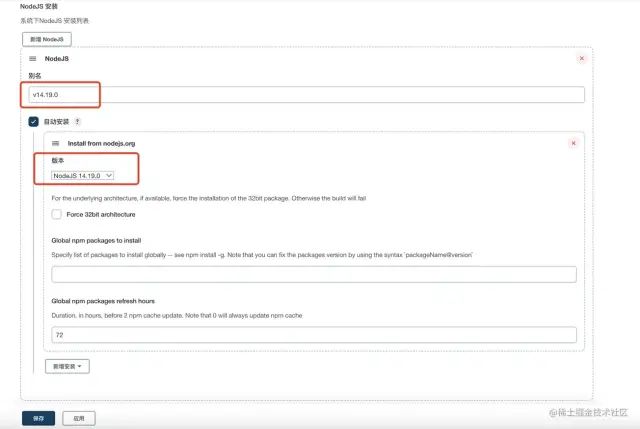 NodeJS 安装
系统下NodeJS 安装列表
新增 NodeJS
NodeJS
别名
v14.19.0
自动安装 ?
Install from nodejs.org
版本
NodeJS 14.19.0
For the underlying architecture, if available, force the installation of the 32bit package. Otherwise the build will fail
Force 32bit architecture
Global npm packages to install
Specify list of packages to install globally -- see npm install -g. Note that you can fix the packages version by using the syntax `packageName@version`
Global npm packages refresh hours
Duration, in hours, before 2 npm cache update. Note that 0 will always update npm cache
72
新增安装
保存 应用
@稀土掘金技术社区